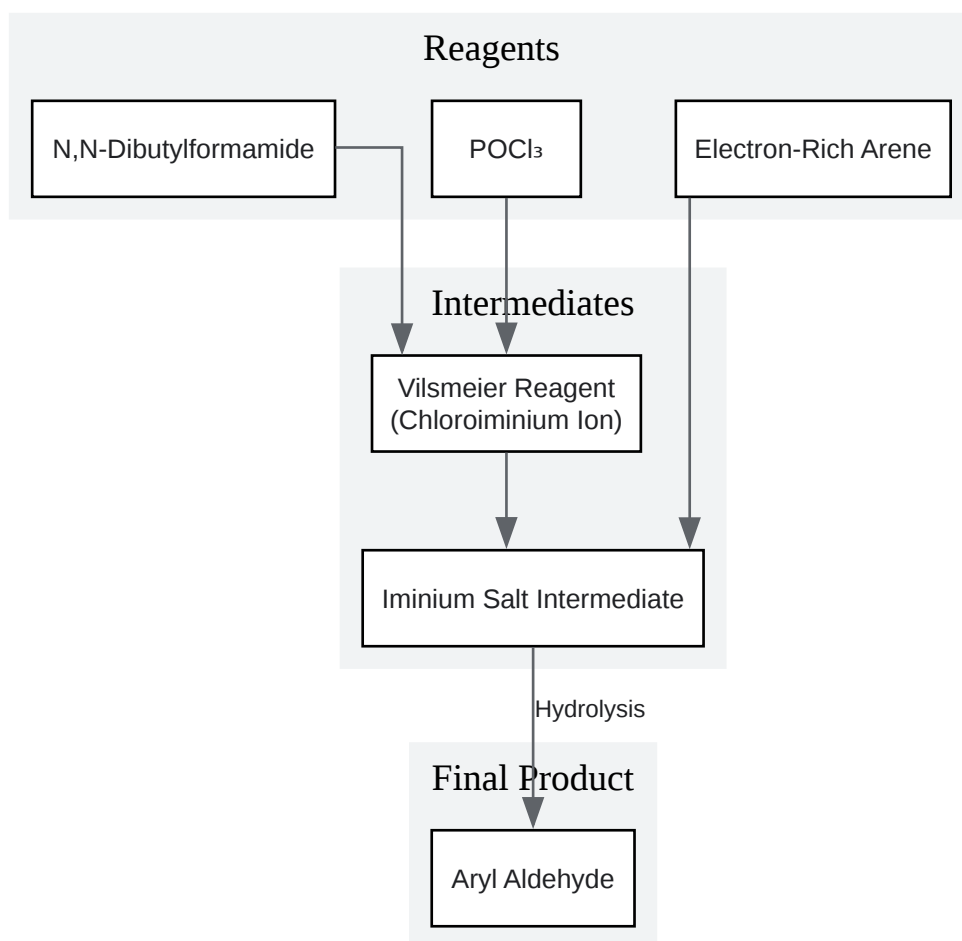 Reagents
N,N-Dibutylformamide
POCl₃
Electron-Rich Arene
Intermediates
Vilsmeier Reagent
(Chloroiminium Ion)
Iminium Salt Intermediate
Hydrolysis
Final Product
Aryl Aldehyde